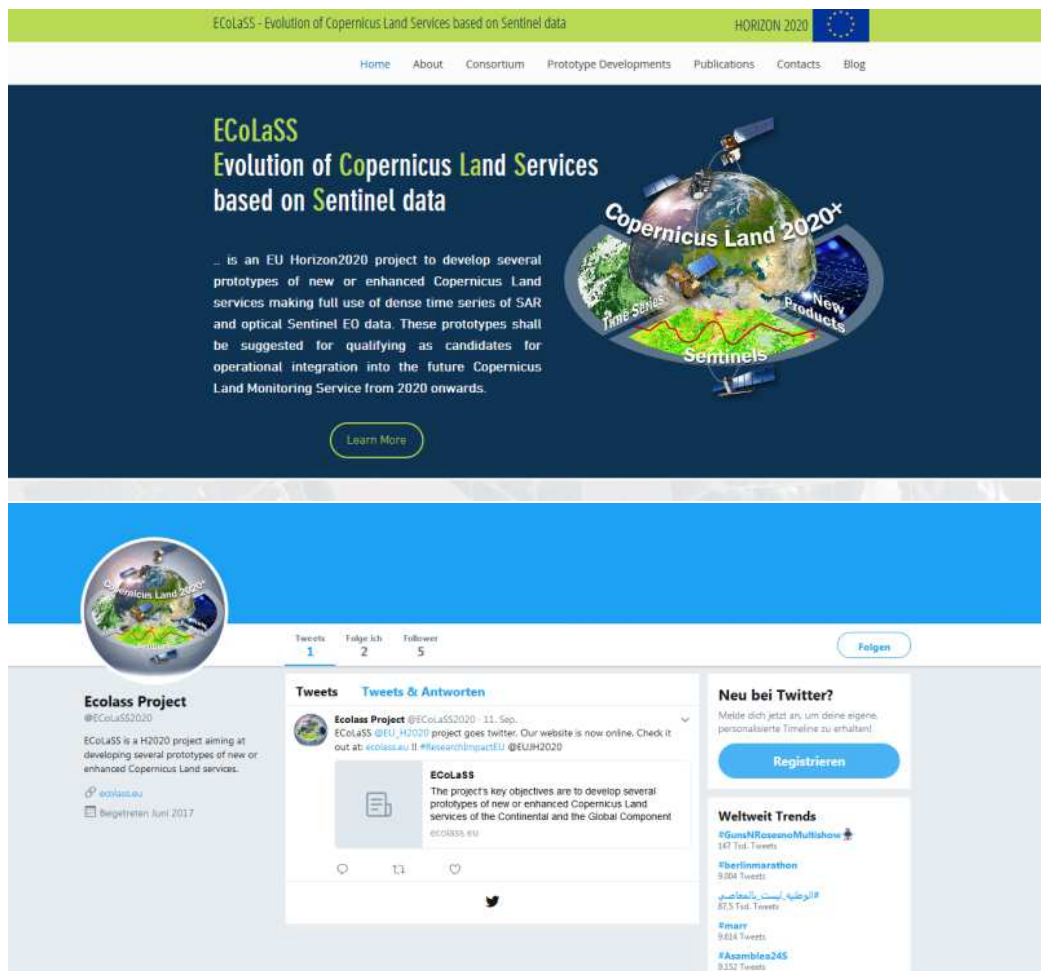 ECoLaSS - Evolution of Copernicus Land Services based on Sentinel data
HORIZON 2020
Home About Consortium Prototype Developments Publications Contacts Blog
ECoLaSS
Evolution of Copernicus Land Services
based on Sentinel data
... is an EU Horizon2020 project to develop several
prototypes of new or enhanced Copernicus Land
services making full use of dense time series of SAR
and optical Sentinel EO data. These prototypes shall
be suggested for qualifying as candidates for
operational integration into the future Copernicus
Land Monitoring Service from 2020 onwards.
Learn More
Copernicus Land 2020+
Time Series
New
Products
Sentinels
Copernicus Land 2020+
Tweets Folge ich Follower
1 2 5
Folgen
Ecolass Project
@ECoLaSS2020
ECoLaSS is a H2020 project aiming at
developing several prototypes of new or
enhanced Copernicus Land services.
ecolass.eu
Beigetreten Juni 2017
Tweets Tweets & Antworten
Ecolass Project @ECoLaSS2020 · 11. Sep.
ECoLaSS @EU_H2020 project goes twitter. Our website is now online. Check it
out at: ecolass.eu !! #ResearchImpactEU @EUJH2020
ECoLaSS
The project's key objectives are to develop several
prototypes of new or enhanced Copernicus Land
services of the Continental and the Global Component
ecolass.eu
Neu bei Twitter?
Melde dich jetzt an, um deine eigene,
personalisierte Timeline zu erhalten!
Registrieren
Weltweit Trends
#GunsNRosesnoMultishow
147 Tsd. Tweets
#berlinmarathon
9.004 Tweets
#الوطنيه_ليست_بالمعاصي
87,5 Tsd. Tweets
#marr
9.614 Tweets
#Asamblea24S
9.152 Tweets